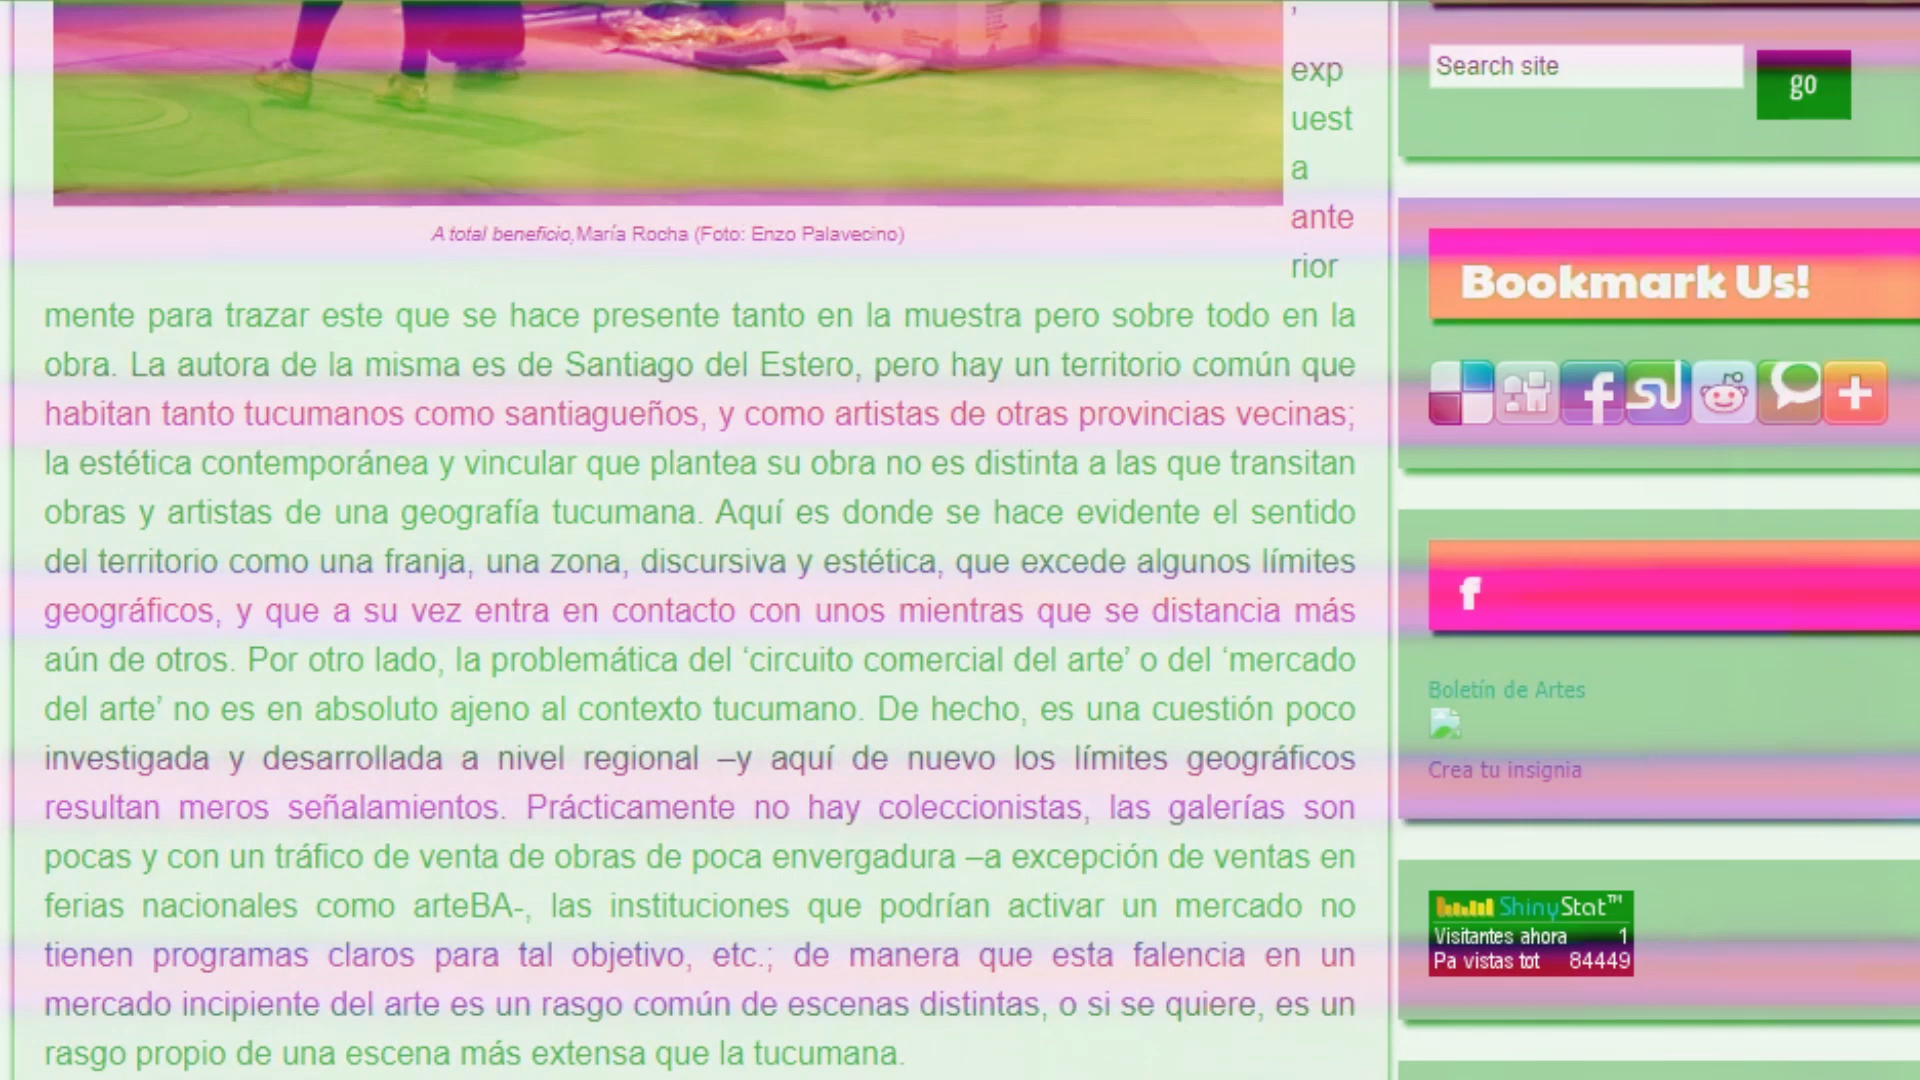 ,
exp
uest
a
ante
rior
A total beneficio,María Rocha (Foto: Enzo Palavecino)
mente para trazar este que se hace presente tanto en la muestra pero sobre todo en la
obra. La autora de la misma es de Santiago del Estero, pero hay un territorio común que
habitan tanto tucumanos como santiagueños, y como artistas de otras provincias vecinas;
la estética contemporánea y vincular que plantea su obra no es distinta a las que transitan
obras y artistas de una geografía tucumana. Aquí es donde se hace evidente el sentido
del territorio como una franja, una zona, discursiva y estética, que excede algunos límites
geográficos, y que a su vez entra en contacto con unos mientras que se distancia más
aún de otros. Por otro lado, la problemática del ‘circuito comercial del arte’ o del ‘mercado
del arte’ no es en absoluto ajeno al contexto tucumano. De hecho, es una cuestión poco
investigada y desarrollada a nivel regional –y aquí de nuevo los límites geográficos
resultan meros señalamientos. Prácticamente no hay coleccionistas, las galerías son
pocas y con un tráfico de venta de obras de poca envergadura –a excepción de ventas en
ferias nacionales como arteBA-, las instituciones que podrían activar un mercado no
tienen programas claros para tal objetivo, etc.; de manera que esta falencia en un
mercado incipiente del arte es un rasgo común de escenas distintas, o si se quiere, es un
rasgo propio de una escena más extensa que la tucumana.
Search site
go
Bookmark Us!
Boletín de Artes
Crea tu insignia
ShinyStat™
Visitantes ahora 1
Pa vistas tot 84449